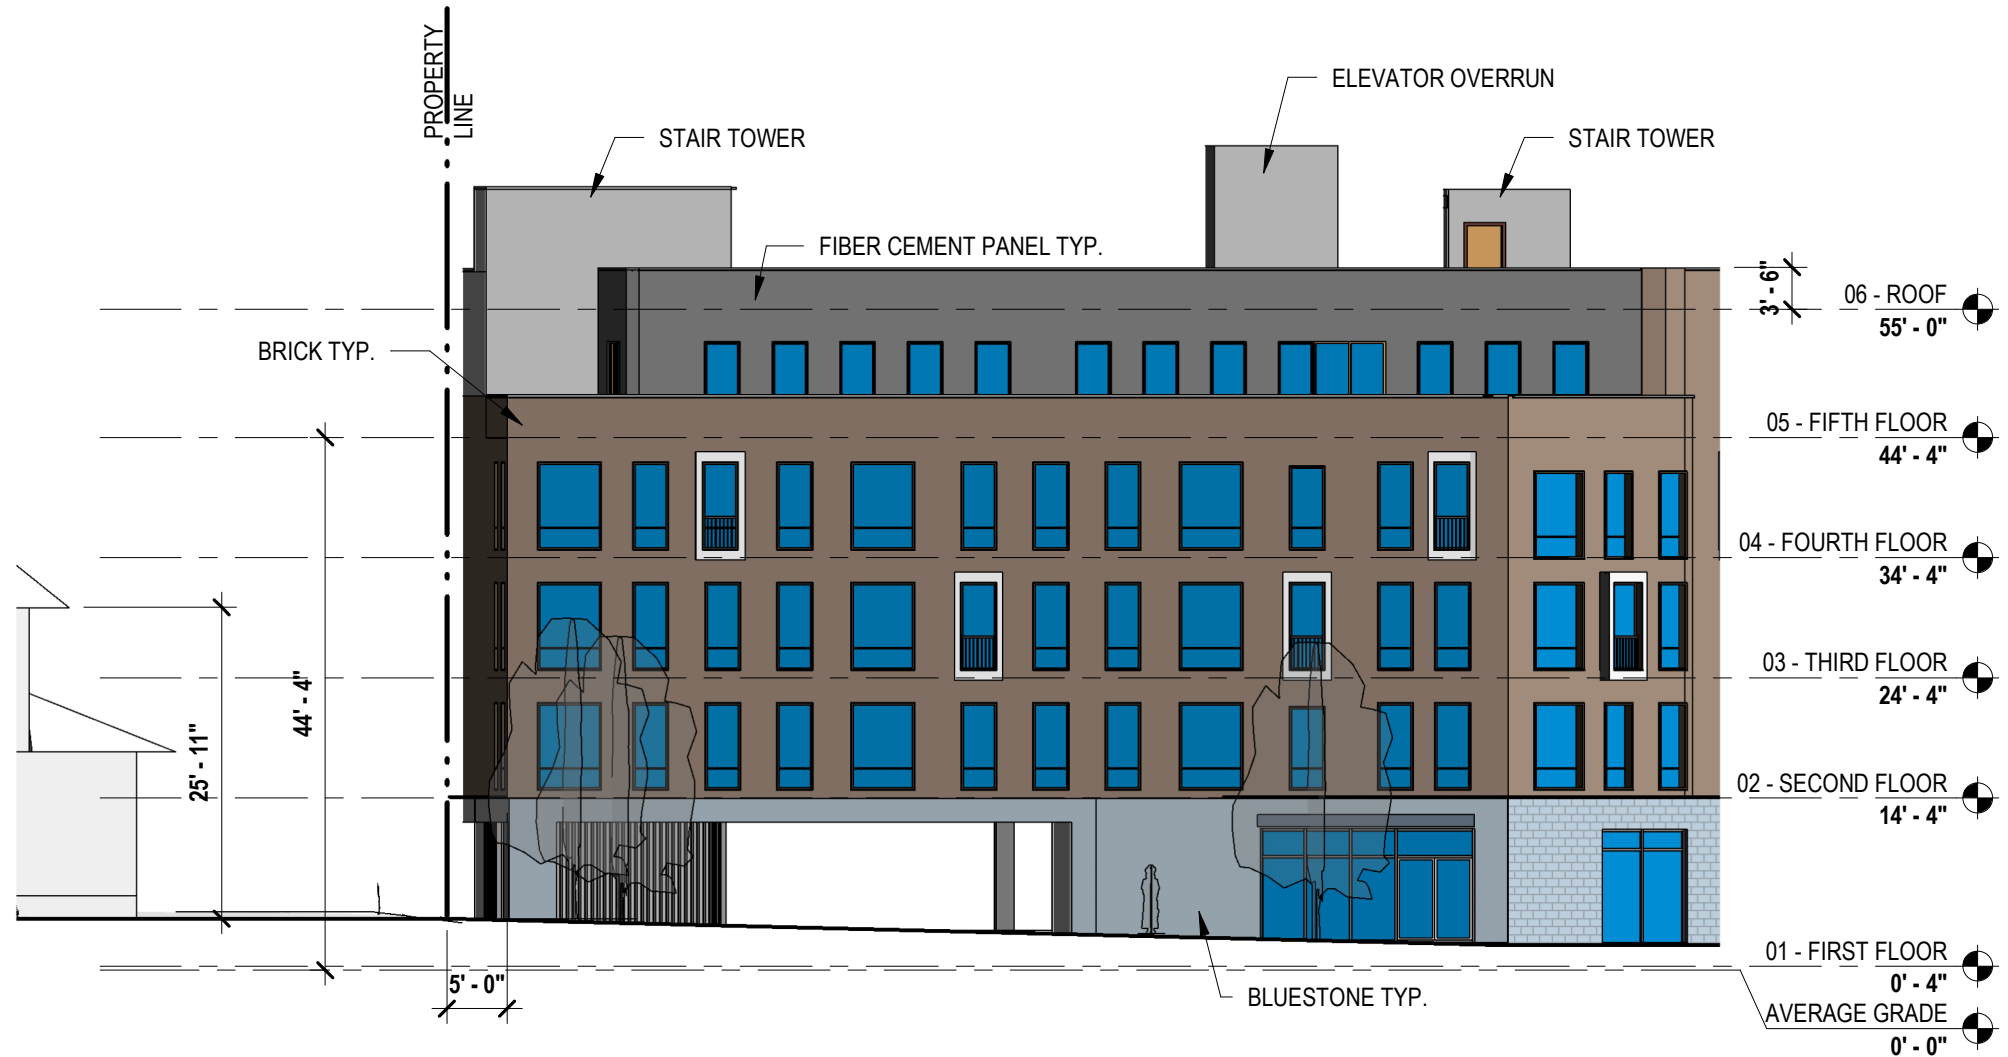 PROPERTY
LINE
ELEVATOR OVERRUN
STAIR TOWER
STAIR TOWER
FIBER CEMENT PANEL TYP.
3' - 6"
06 - ROOF
55' - 0"
BRICK TYP.
05 - FIFTH FLOOR
44' - 4"
04 - FOURTH FLOOR
34' - 4"
03 - THIRD FLOOR
24' - 4"
44' - 4"
25' - 11"
02 - SECOND FLOOR
14' - 4"
01 - FIRST FLOOR
0' - 4"
5' - 0"
BLUESTONE TYP.
AVERAGE GRADE
0' - 0"